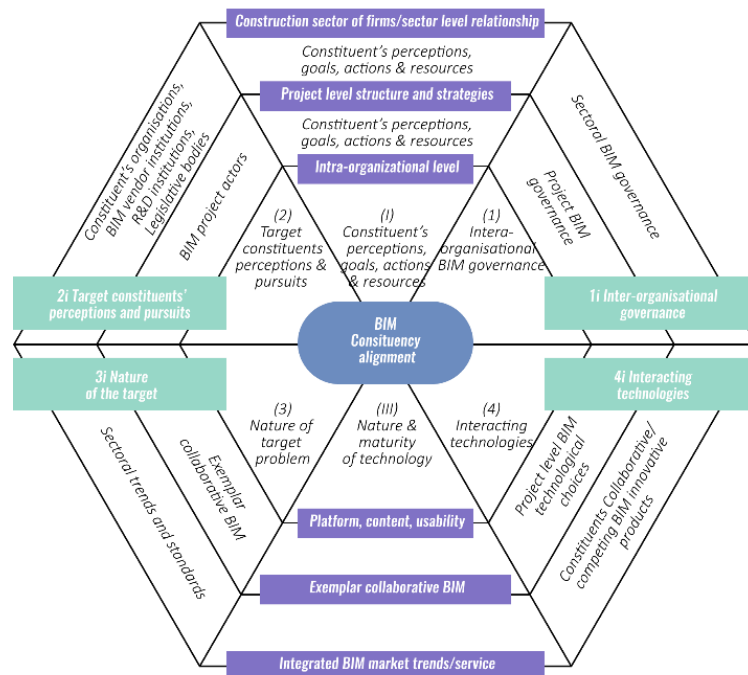 Construction sector of firms/sector level relationship
Constituent's perceptions,
goals, actions & resources
Project level structure and strategies
Constituent's perceptions,
goals, actions & resources
Intra-organizational level
Constituent's organisations,
BIM vendor institutions,
R&D institutions,
Legislative bodies
BIM project actors
(2)
Target
constituents
perceptions &
pursuits
(I)
Constituent's
perceptions,
goals, actions
& resources
(1)
Intera-
organisational
BIM governance
Project BIM
governance
Sectoral BIM governance
2i Target constituents'
perceptions and pursuits
1i Inter-organisational
governance
BIM
Consituency
alignment
3i Nature
of the target
4i Interacting
technologies
Sectoral trends and standards
Exemplar
collaborative BIM
(3)
Nature of
target
problem
(III)
Nature &
maturity
of technology
(4)
Interacting
technologies
Project level BIM
technological
choices
Constituents Collaborative/
competing BIM innovative
products
Platform, content, usability
Exemplar collaborative BIM
Integrated BIM market trends/service